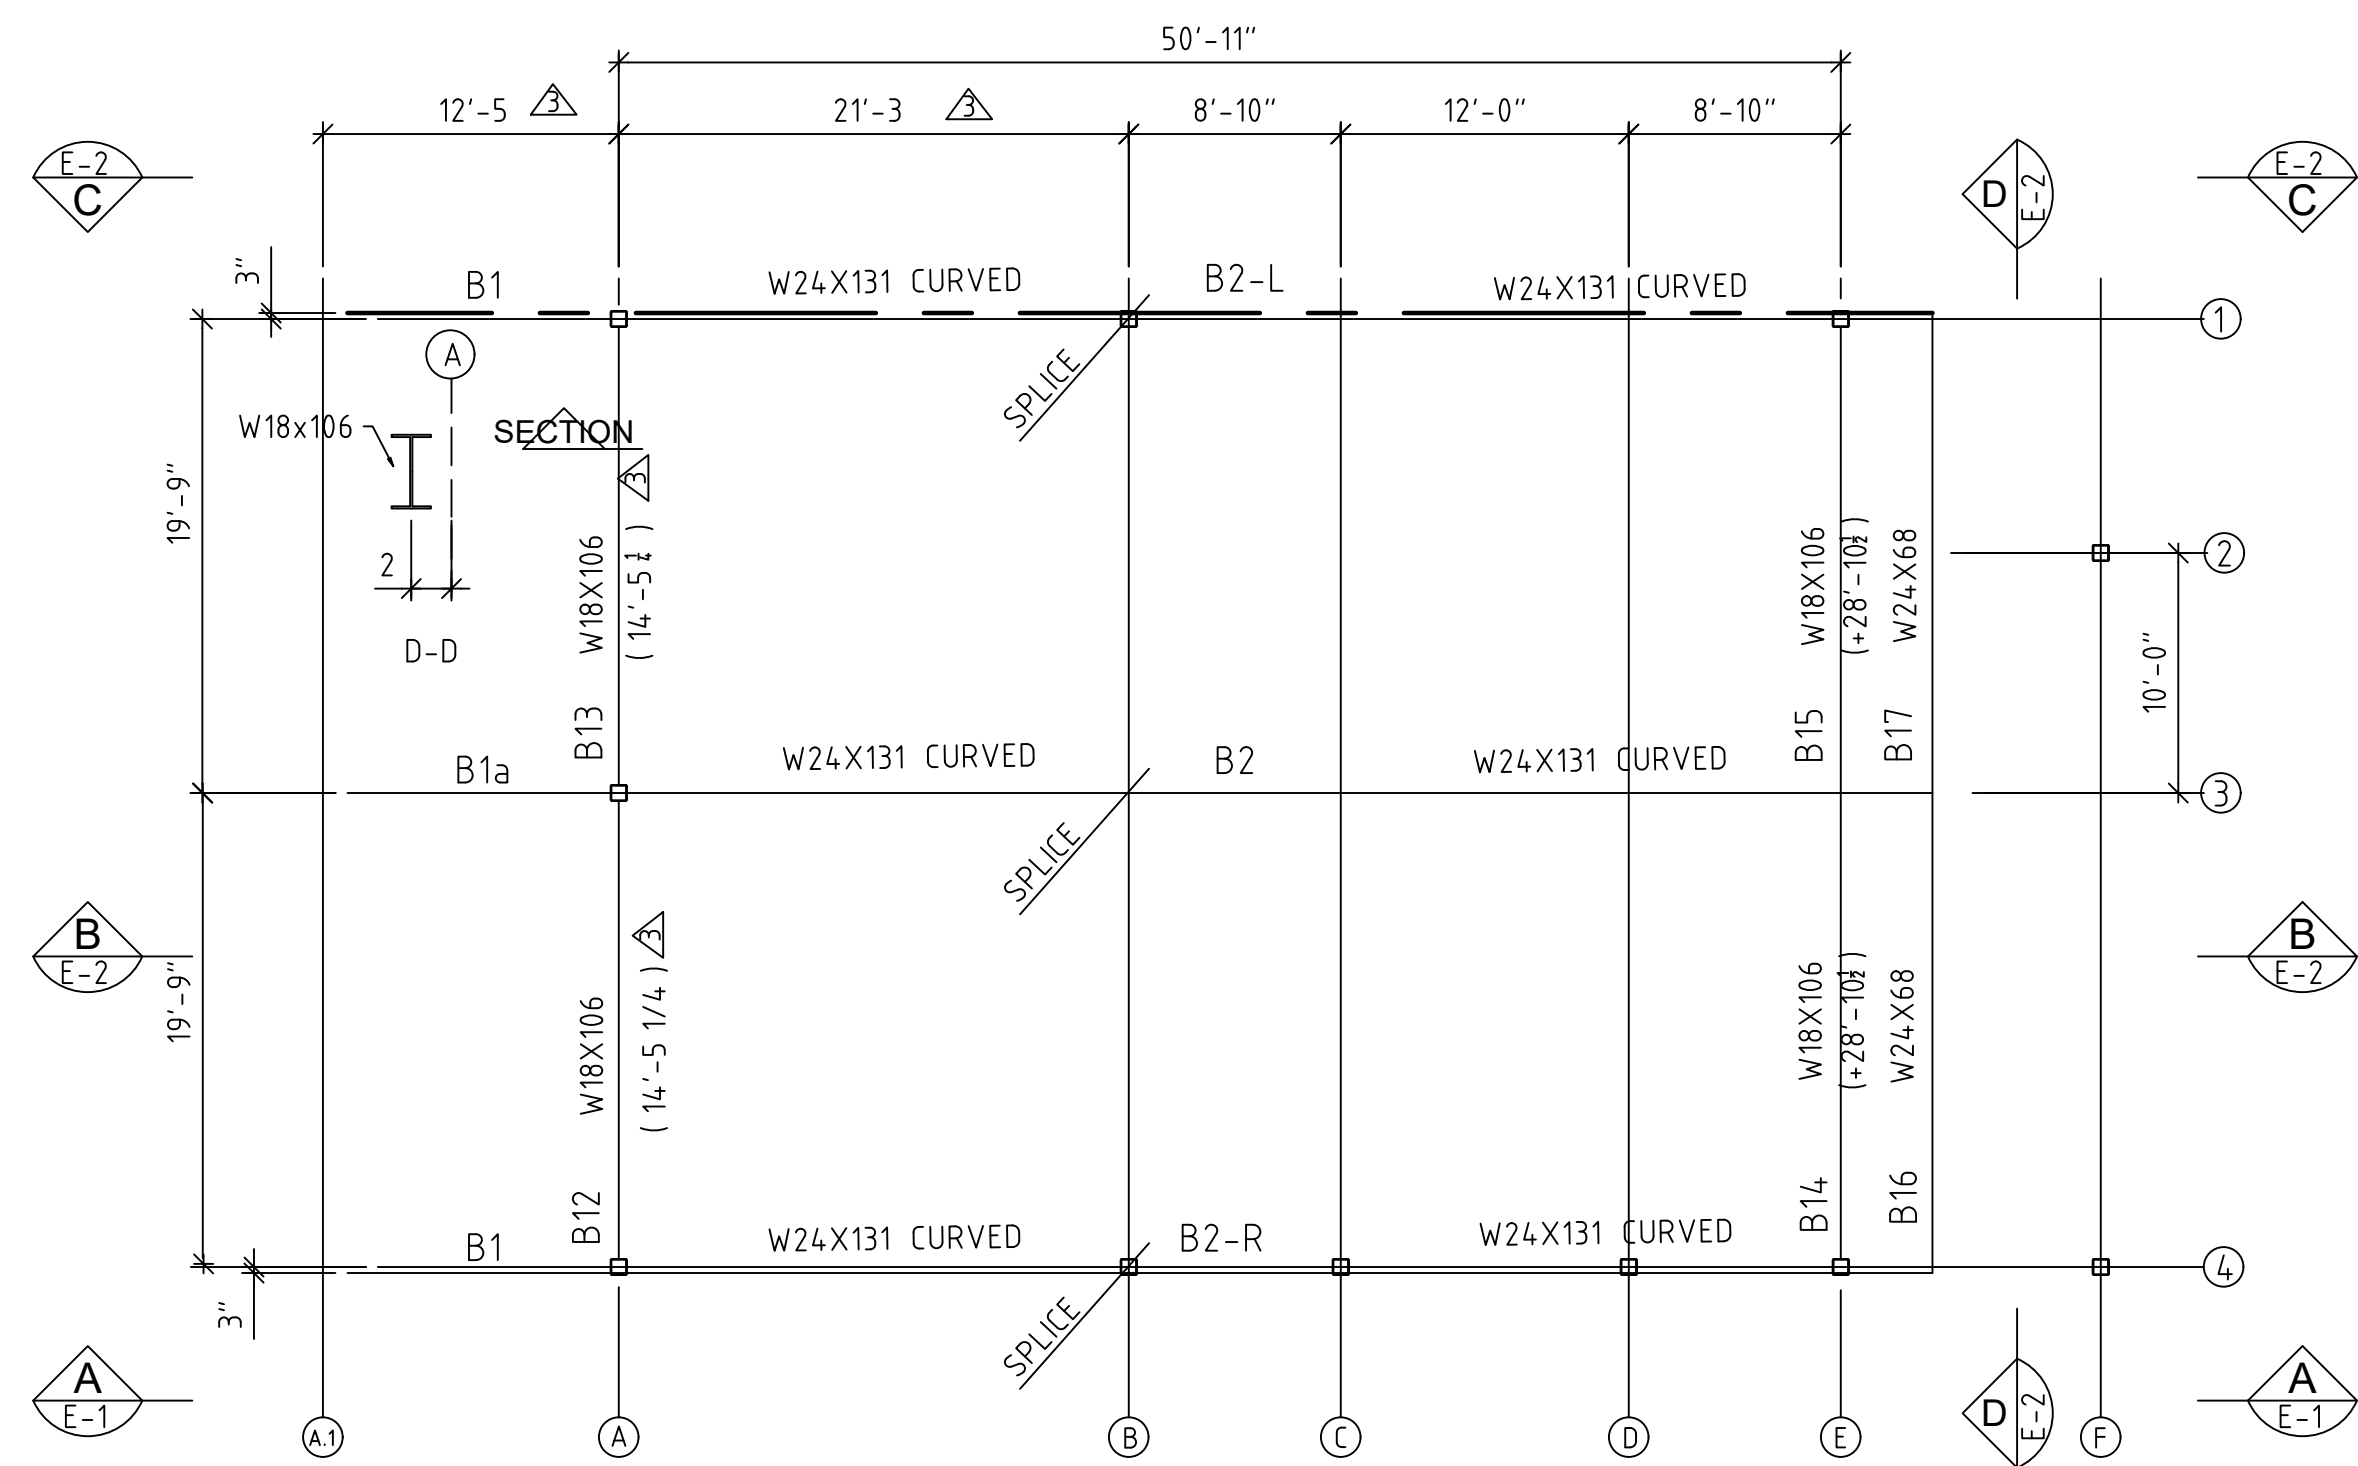 50'-11"
12'-5 3
21'-3 3
8'-10"
12'-0"
8'-10"
E-2
C
D
E-2
E-2
C
3"
B1
W24X131 CURVED
B2-L
W24X131 CURVED
1
A
SPLICE
W18x106
SECTION
3
19'-9"
2
D-D
W18X106
(14'-5 1/4 )
W18X106
(+28'-10 1/2)
W24X68
2
10'-0"
B13
B15
B17
B1a
W24X131 CURVED
B2
W24X131 CURVED
3
SPLICE
B
E-2
3
19'-9"
W18X106
( 14'-5 1/4 )
W18X106
(+28'-10 1/2 )
W24X68
B
E-2
B12
B14
B16
B1
W24X131 CURVED
B2-R
W24X131 CURVED
4
3"
SPLICE
A
E-1
D
E-2
A
E-1
A.1
A
B
C
D
E
F